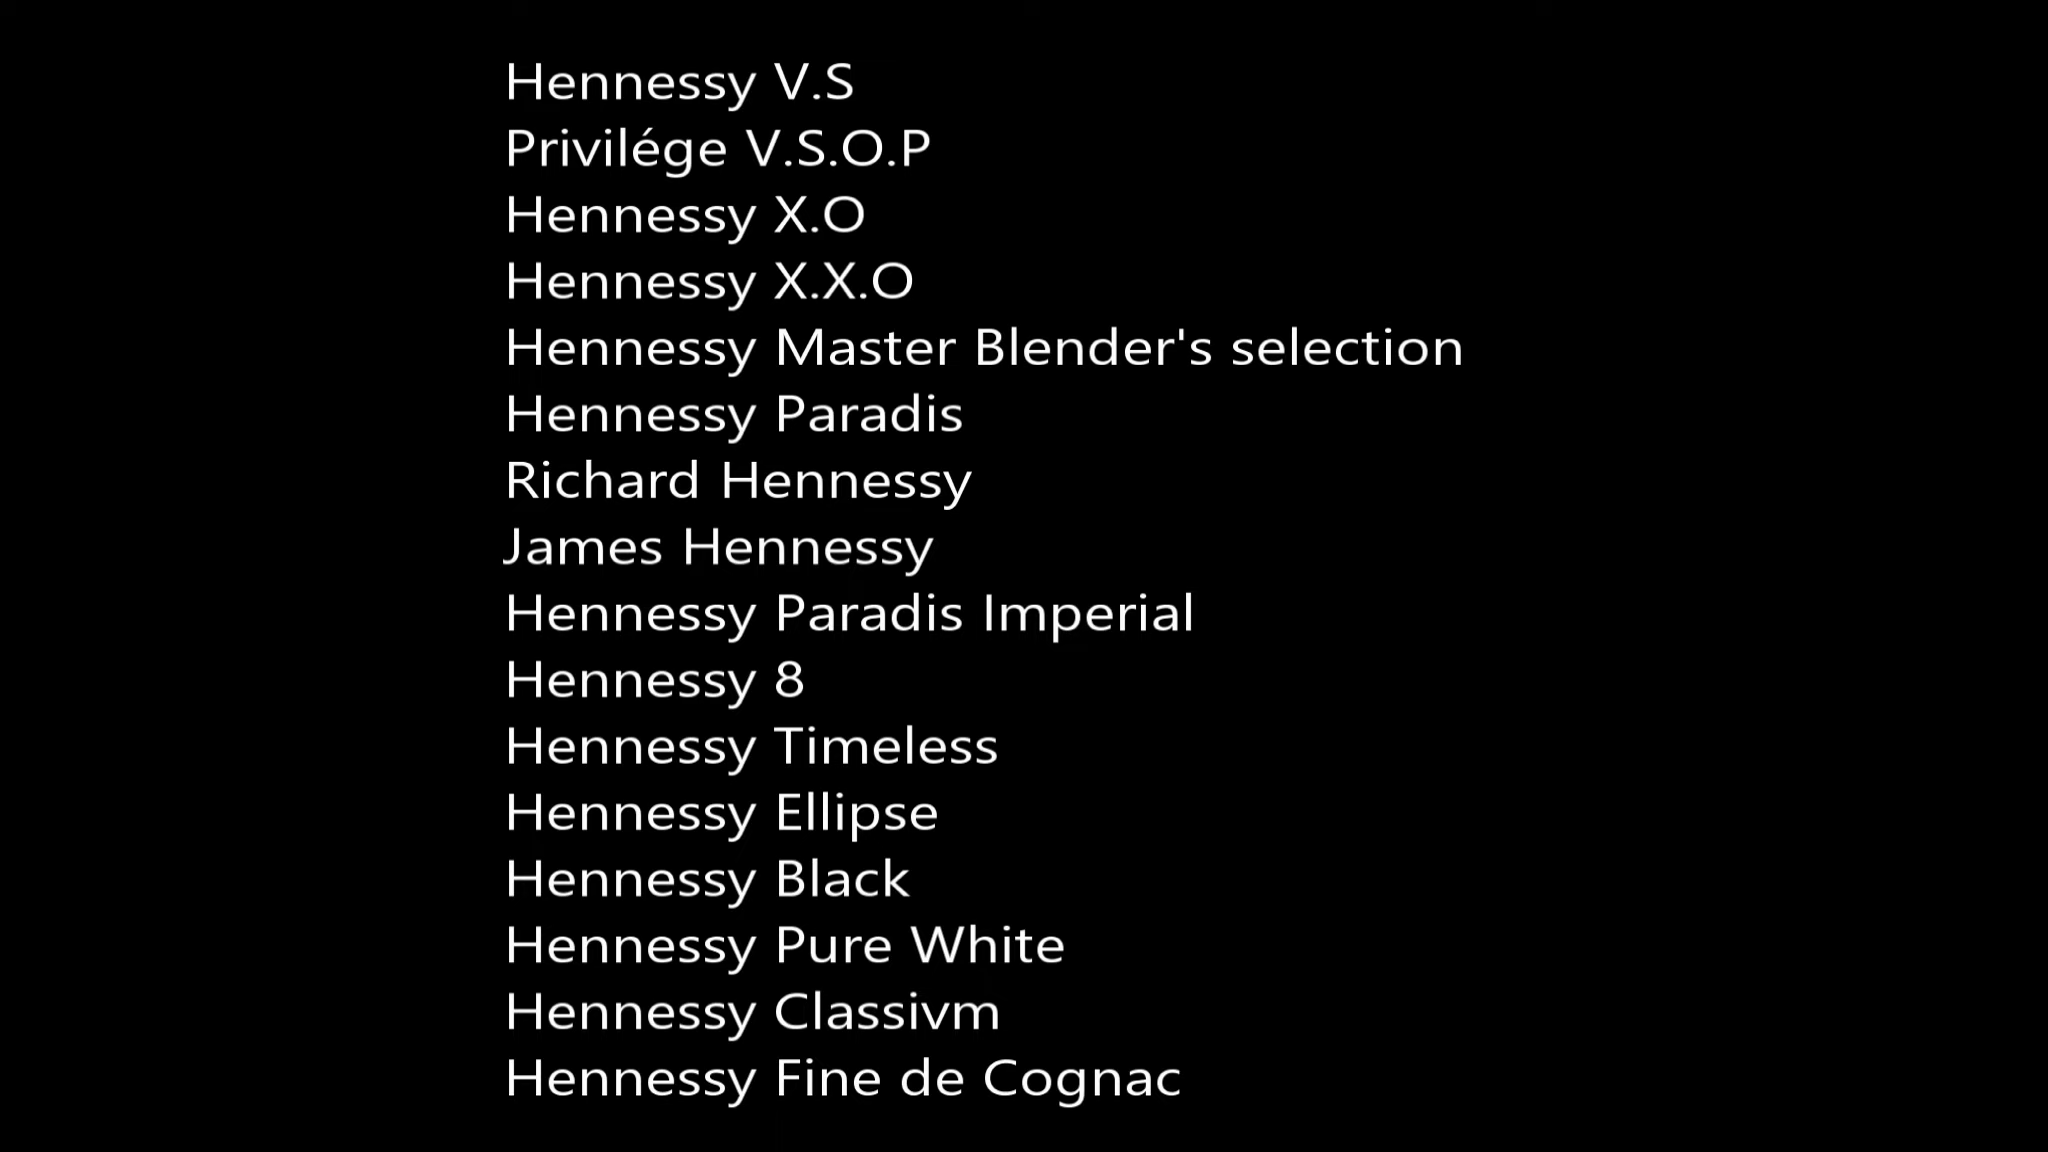 Hennessy V.S
Privilége V.S.O.P
Hennessy X.O
Hennessy X.X.O
Hennessy Master Blender's selection
Hennessy Paradis
Richard Hennessy
James Hennessy
Hennessy Paradis Imperial
Hennessy 8
Hennessy Timeless
Hennessy Ellipse
Hennessy Black
Hennessy Pure White
Hennessy Classivm
Hennessy Fine de Cognac